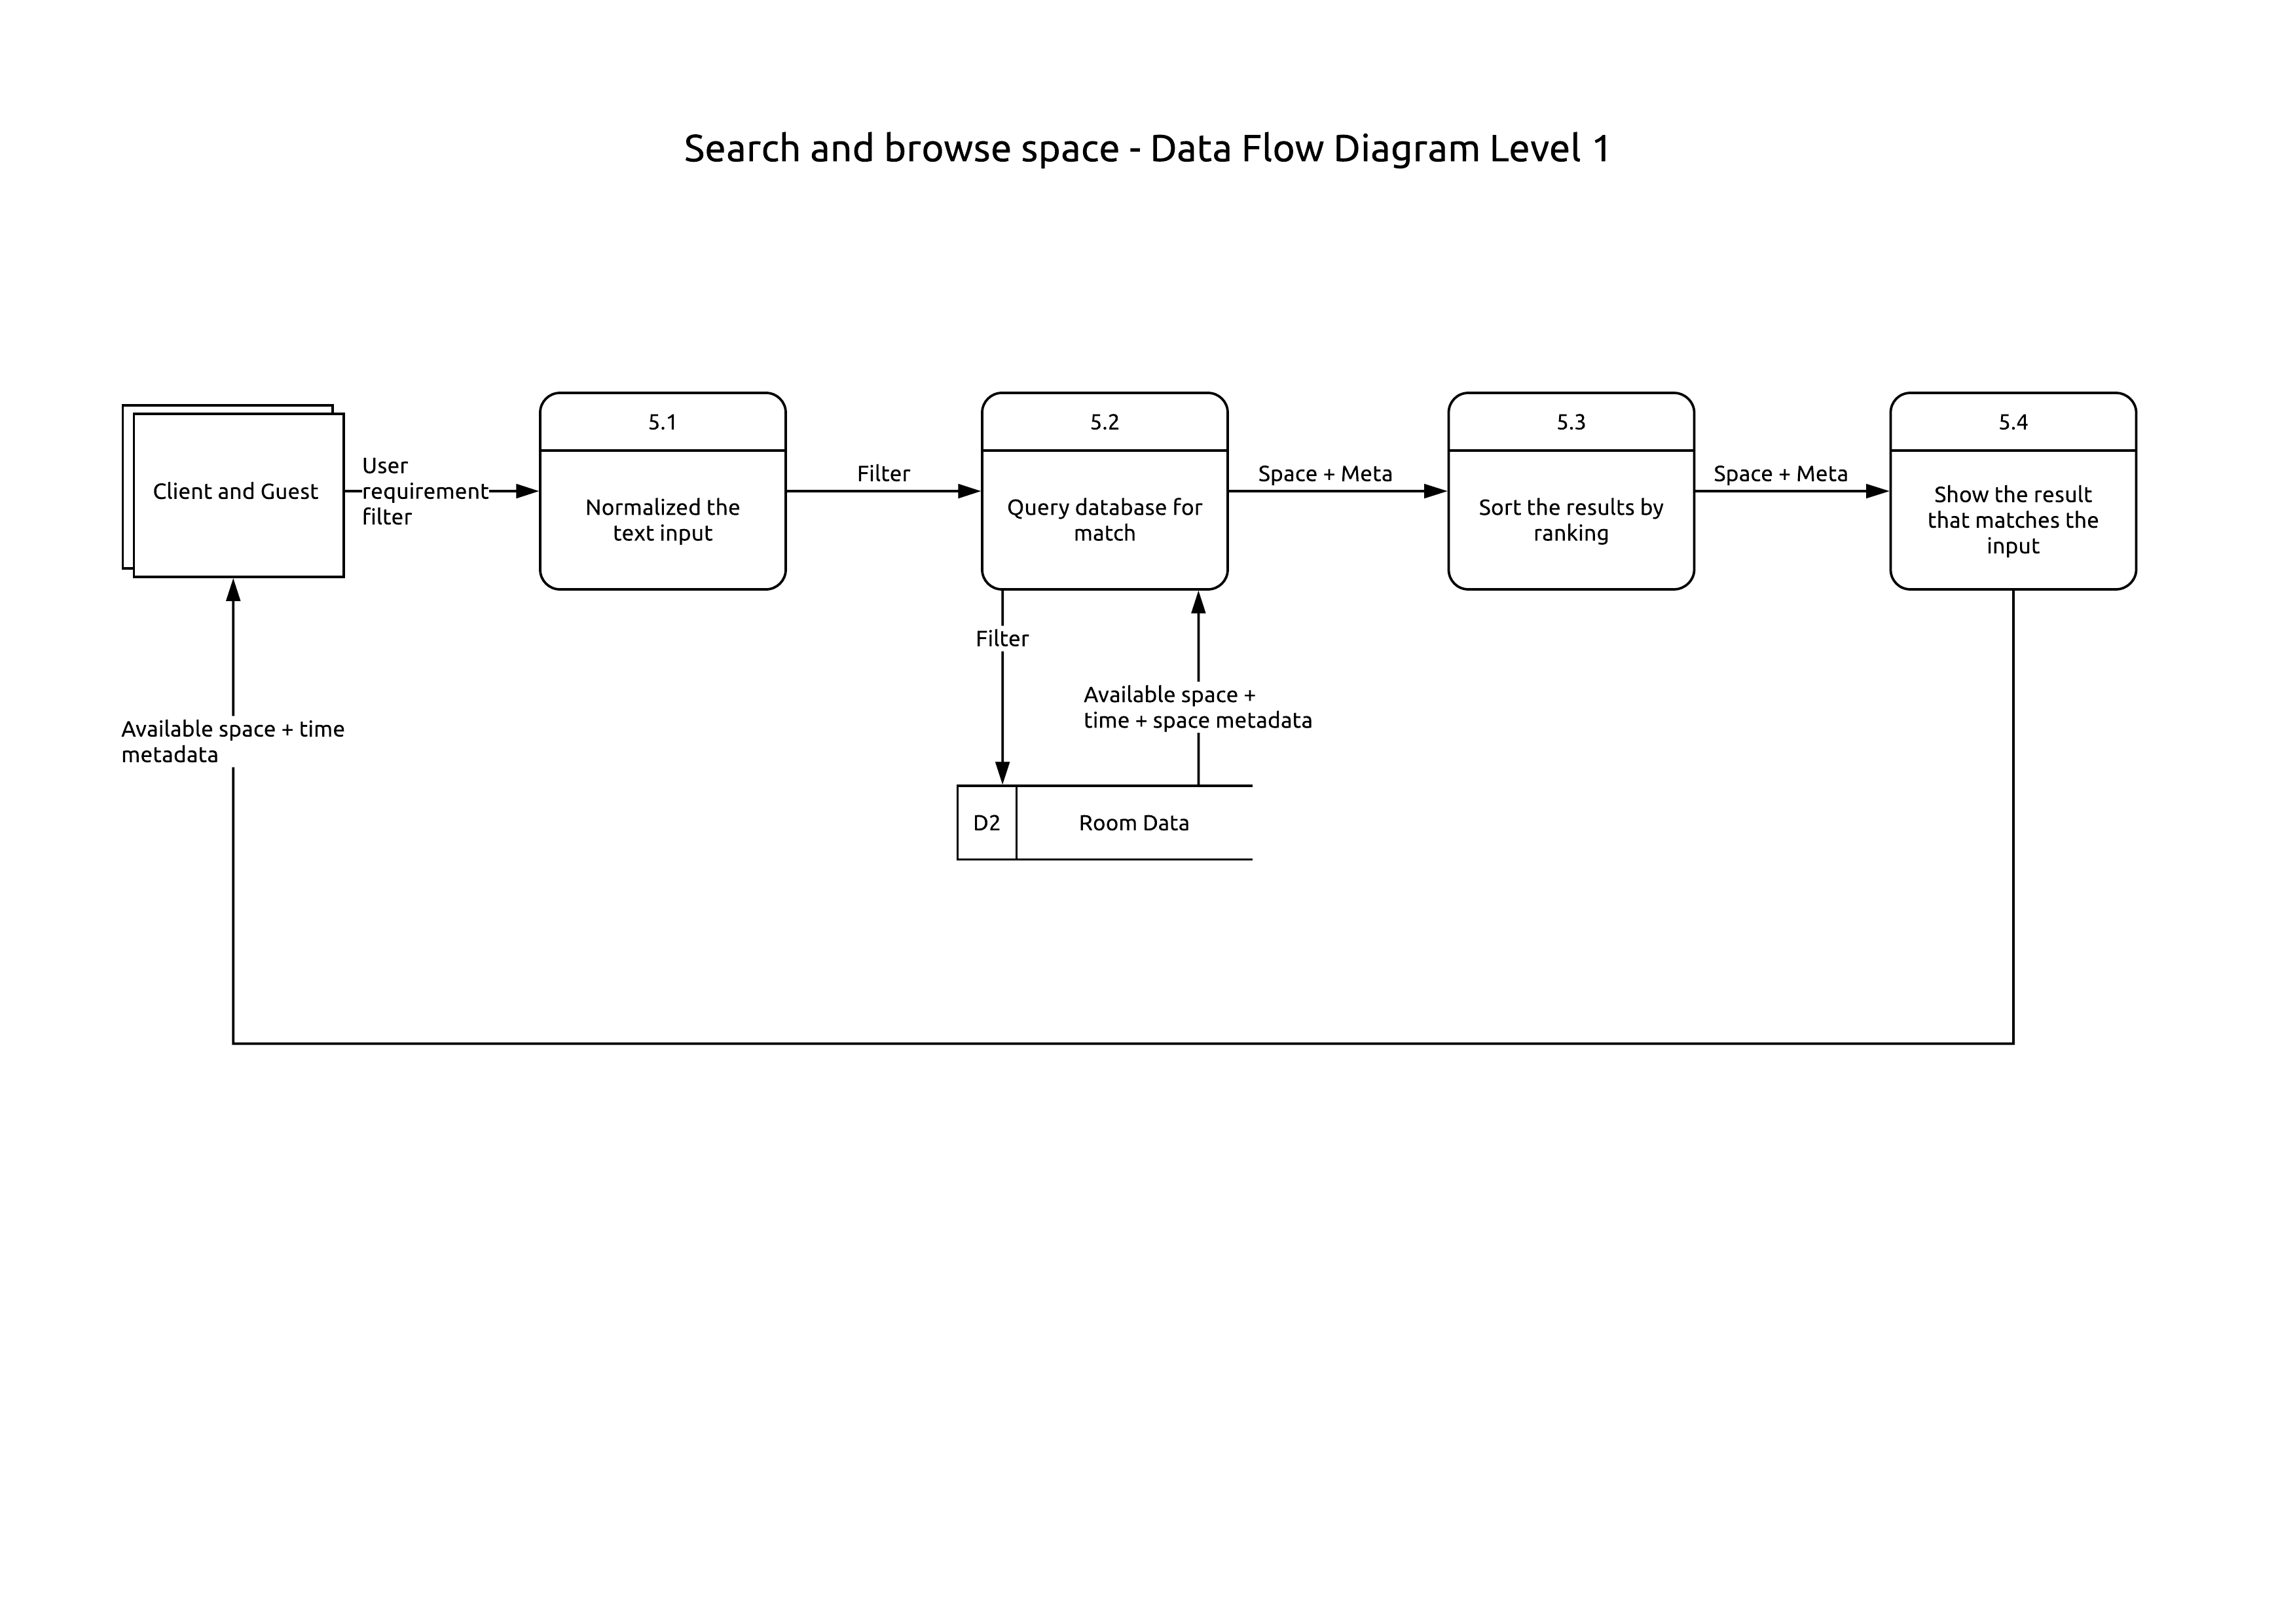 Search and browse space - Data Flow Diagram Level 1
Client and Guest
User
requirement
filter
5.1
Normalized the
text input
Filter
5.2
Query database for
match
Space + Meta
5.3
Sort the results by
ranking
Space + Meta
5.4
Show the result
that matches the
input
Filter
Available space +
time + space metadata
Available space + time
metadata
D2
Room Data